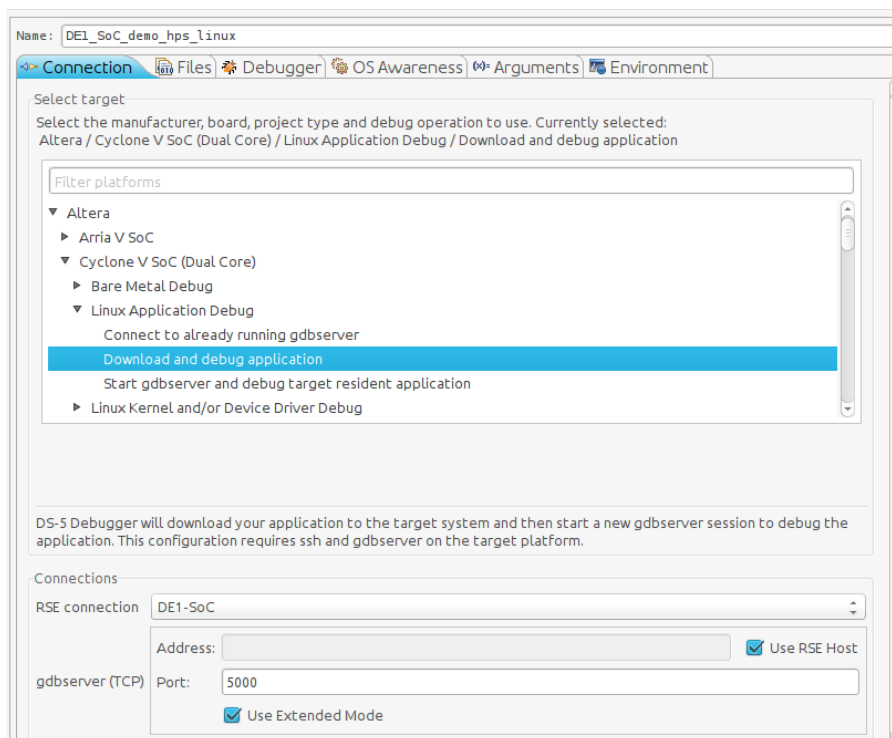 Name: DE1_SoC_demo_hps_linux
Connection Files Debugger OS Awareness Arguments Environment
Select target
Select the manufacturer, board, project type and debug operation to use. Currently selected:
Altera / Cyclone V SoC (Dual Core) / Linux Application Debug / Download and debug application
Filter platforms
Altera
Arria V SoC
Cyclone V SoC (Dual Core)
Bare Metal Debug
Linux Application Debug
Connect to already running gdbserver
Download and debug application
Start gdbserver and debug target resident application
Linux Kernel and/or Device Driver Debug
DS-5 Debugger will download your application to the target system and then start a new gdbserver session to debug the
application. This configuration requires ssh and gdbserver on the target platform.
Connections
RSE connection DE1-SoC
Address: Use RSE Host
gdbserver (TCP) Port: 5000
Use Extended Mode